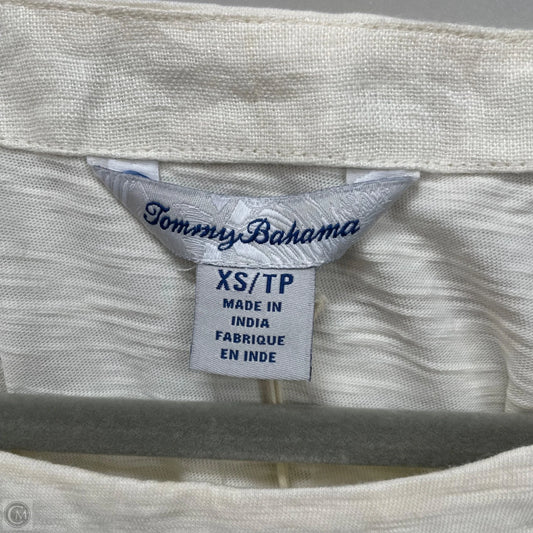 Tommy Bahama
XS/TP
MADE IN
INDIA
FABRIQUE
EN INDE